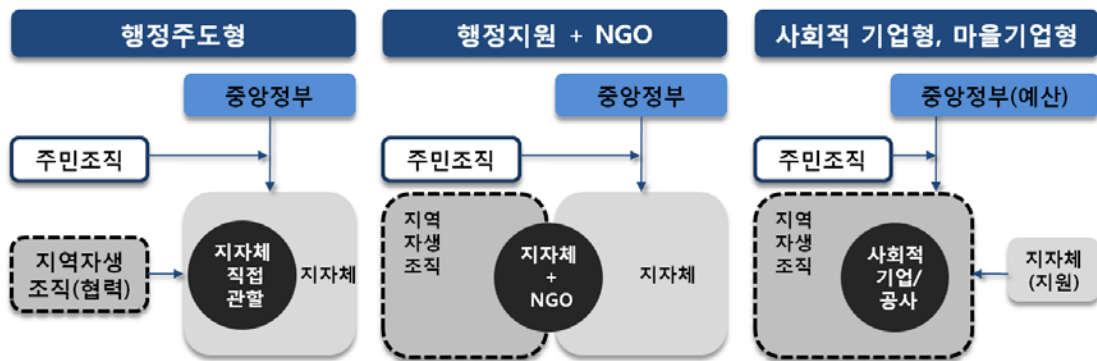 행정주도형
중앙정부
주민조직
지역자생
조직(협력)
지자체
직접
관할
지자체
행정지원 + NGO
중앙정부
주민조직
지역
자생
조직
지자체
+
NGO
지자체
사회적 기업형, 마을기업형
중앙정부(예산)
주민조직
지역
자생
조직
사회적
기업/
공사
지자체
(지원)